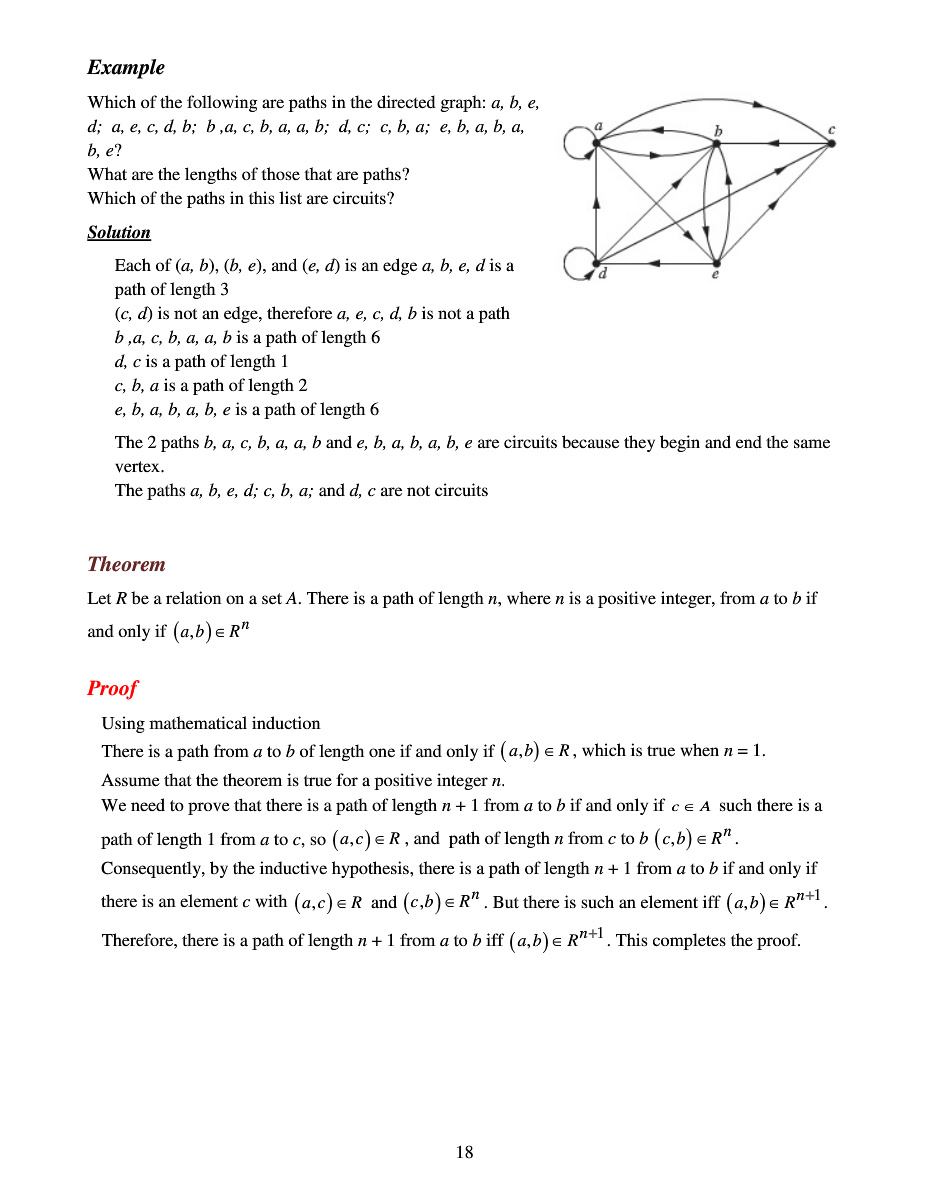 Example
Which of the following are paths in the directed graph: a, b, e,
d; a, e, c, d, b; b ,a, c, b, a, a, b; d, c; c, b, a; e, b, a, b, a,
b, e?
What are the lengths of those that are paths?
Which of the paths in this list are circuits?
a b c
d e
Solution
Each of (a, b), (b, e), and (e, d) is an edge a, b, e, d is a
path of length 3
(c, d) is not an edge, therefore a, e, c, d, b is not a path
b ,a, c, b, a, a, b is a path of length 6
d, c is a path of length 1
c, b, a is a path of length 2
e, b, a, b, a, b, e is a path of length 6
The 2 paths b, a, c, b, a, a, b and e, b, a, b, a, b, e are circuits because they begin and end the same
vertex.
The paths a, b, e, d; c, b, a; and d, c are not circuits
Theorem
Let R be a relation on a set A. There is a path of length n, where n is a positive integer, from a to b if
and only if (a,b) ∈ Rⁿ
Proof
Using mathematical induction
There is a path from a to b of length one if and only if (a,b) ∈ R, which is true when n = 1.
Assume that the theorem is true for a positive integer n.
We need to prove that there is a path of length n + 1 from a to b if and only if c ∈ A such there is a
path of length 1 from a to c, so (a,c) ∈ R , and path of length n from c to b (c,b) ∈ Rⁿ .
Consequently, by the inductive hypothesis, there is a path of length n + 1 from a to b if and only if
there is an element c with (a,c) ∈ R and (c,b) ∈ Rⁿ . But there is such an element iff (a,b) ∈ Rⁿ⁺¹ .
Therefore, there is a path of length n + 1 from a to b iff (a,b) ∈ Rⁿ⁺¹ . This completes the proof.
18